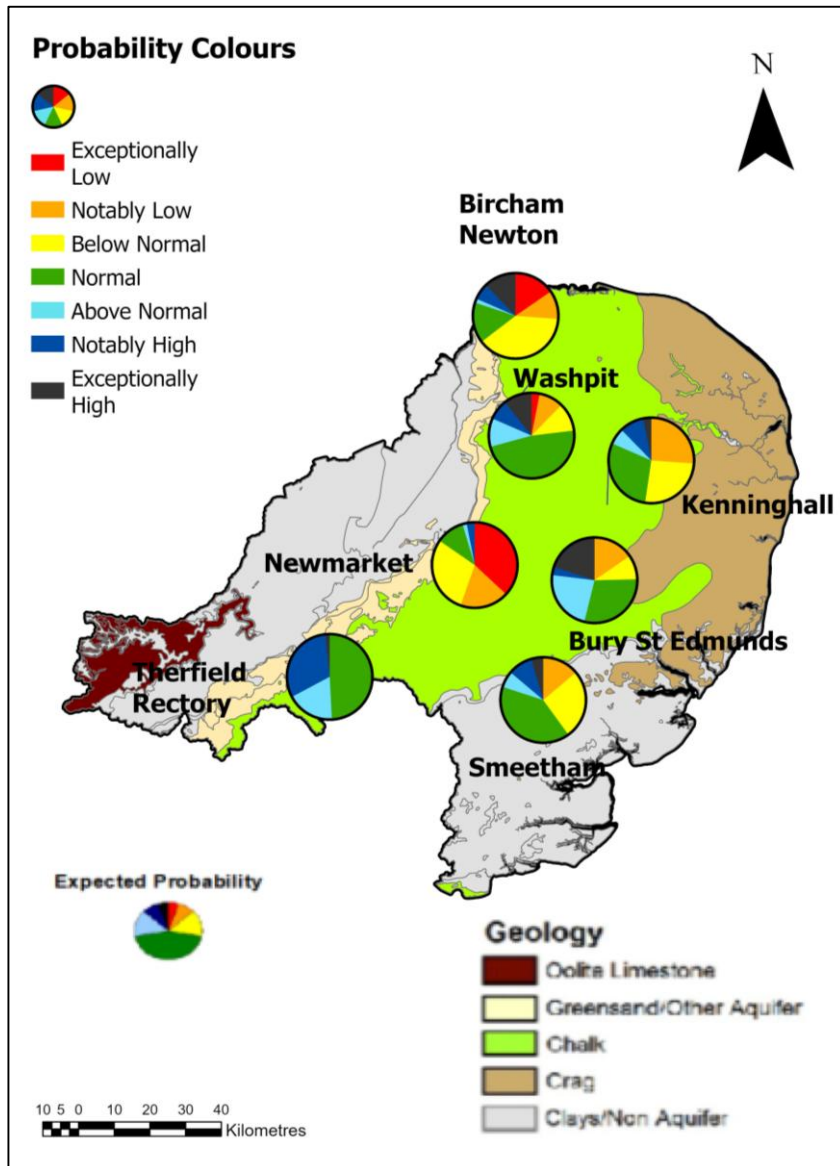 Probability Colours
Exceptionally
Low
Notably Low
Below Normal
Normal
Above Normal
Notably High
Exceptionally
High
N
Bircham
Newton
Washpit
Kenninghall
Newmarket
Bury St Edmunds
Therfield
Rectory
Smeetham
Expected Probability
Geology
Oolite Limestone
Greensand/Other Aquifer
Chalk
Crag
Clays/Non Aquifer
10 5 0 10 20 30 40
Kilometres